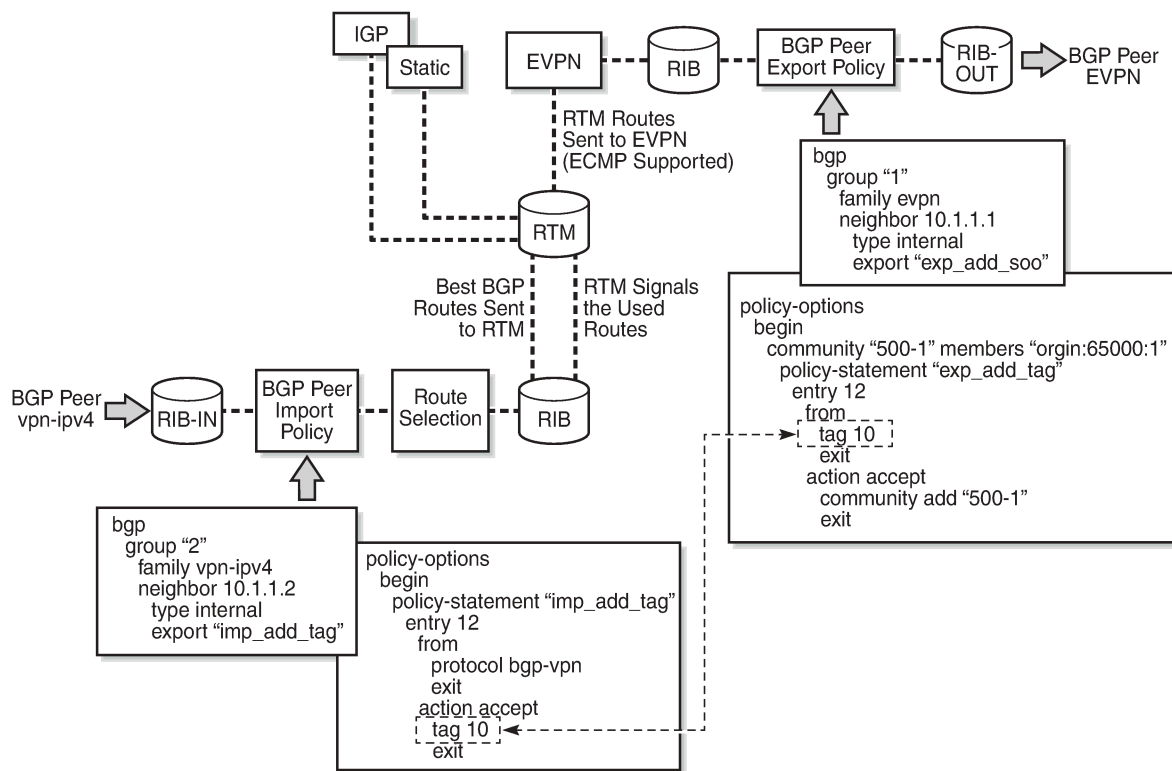 IGP
Static
EVPN
RIB
BGP Peer
Export Policy
RIB-
OUT
BGP Peer
EVPN
RTM Routes
Sent to EVPN
(ECMP Supported)
RTM
Best BGP
Routes Sent
to RTM
RTM Signals
the Used
Routes
BGP Peer
vpn-ipv4
RIB-IN
BGP Peer
Import
Policy
Route
Selection
RIB
bgp
group “1”
family evpn
neighbor 10.1.1.1
type internal
export “exp_add_soo”
policy-options
begin
community “500-1” members “orgin:65000:1”
policy-statement “exp_add_tag”
entry 12
from
tag 10
exit
action accept
community add “500-1”
exit
bgp
group “2”
family vpn-ipv4
neighbor 10.1.1.2
type internal
export “imp_add_tag”
policy-options
begin
policy-statement “imp_add_tag”
entry 12
from
protocol bgp-vpn
exit
action accept
tag 10
exit